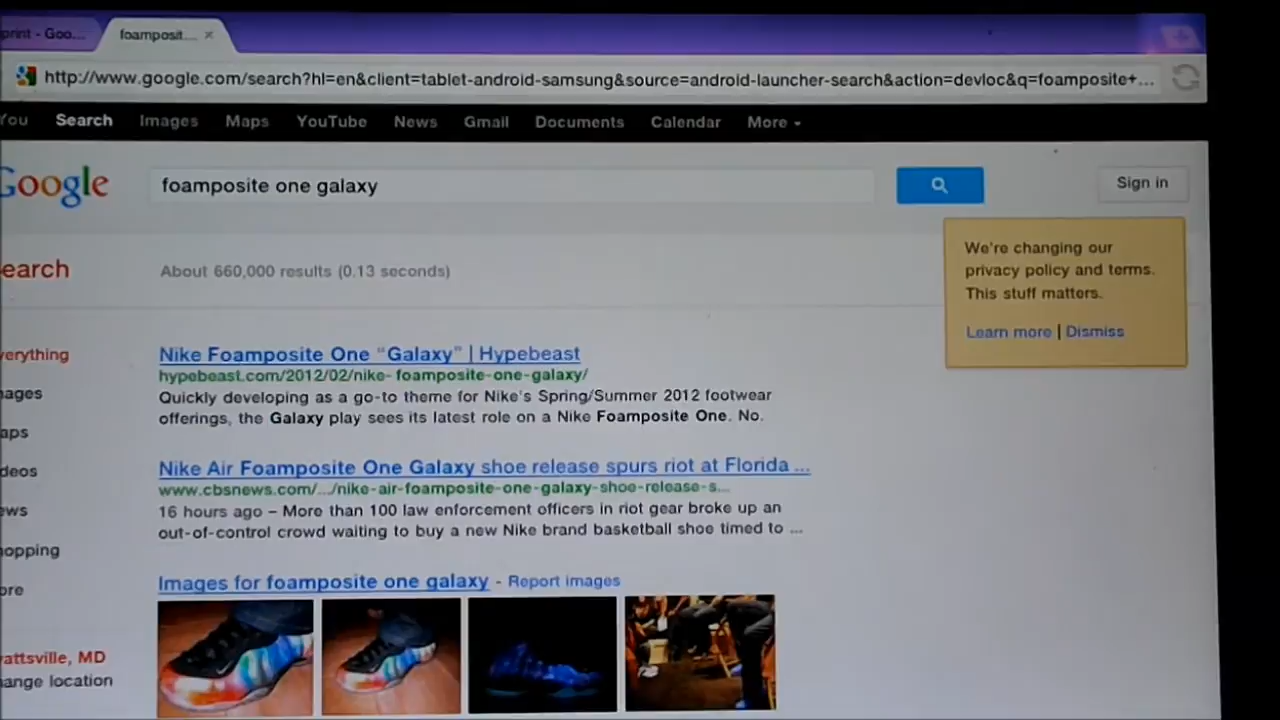 print - Goo...
foamposit...
http://www.google.com/search?hl=en&client=tablet-android-samsung&source=android-launcher-search&action=devloc&q=foamposite+...
You Search Images Maps YouTube News Gmail Documents Calendar More
Google
foamposite one galaxy
Sign in
We're changing our
privacy policy and terms.
This stuff matters.
Learn more | Dismiss
earch
About 660,000 results (0.13 seconds)
verything
Nike Foamposite One “Galaxy” | Hypebeast
hypebeast.com/2012/02/nike- foamposite-one-galaxy/
Quickly developing as a go-to theme for Nike's Spring/Summer 2012 footwear
offerings, the Galaxy play sees its latest role on a Nike Foamposite One. No.
ages
aps
deos
ews
hopping
ore
Nike Air Foamposite One Galaxy shoe release spurs riot at Florida ...
www.cbsnews.com/.../nike-air-foamposite-one-galaxy-shoe-release-s...
16 hours ago – More than 100 law enforcement officers in riot gear broke up an
out-of-control crowd waiting to buy a new Nike brand basketball shoe timed to ...
Images for foamposite one galaxy - Report images
attsville, MD
ange location